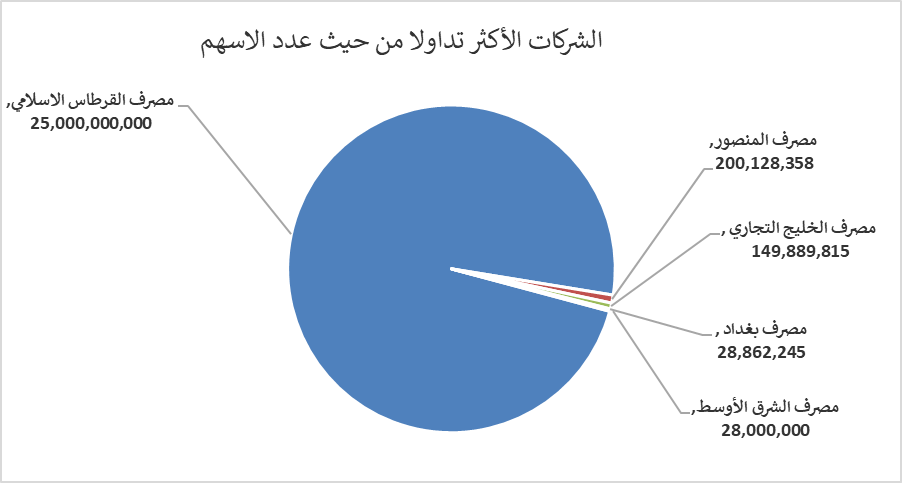 الشركات الأكثر تداولا من حيث عدد الاسهم
مصرف القرطاس الاسلامي,
25,000,000,000
مصرف المنصور,
200,128,358
مصرف الخليج التجاري ,
149,889,815
مصرف بغداد ,
28,862,245
مصرف الشرق الأوسط,
28,000,000